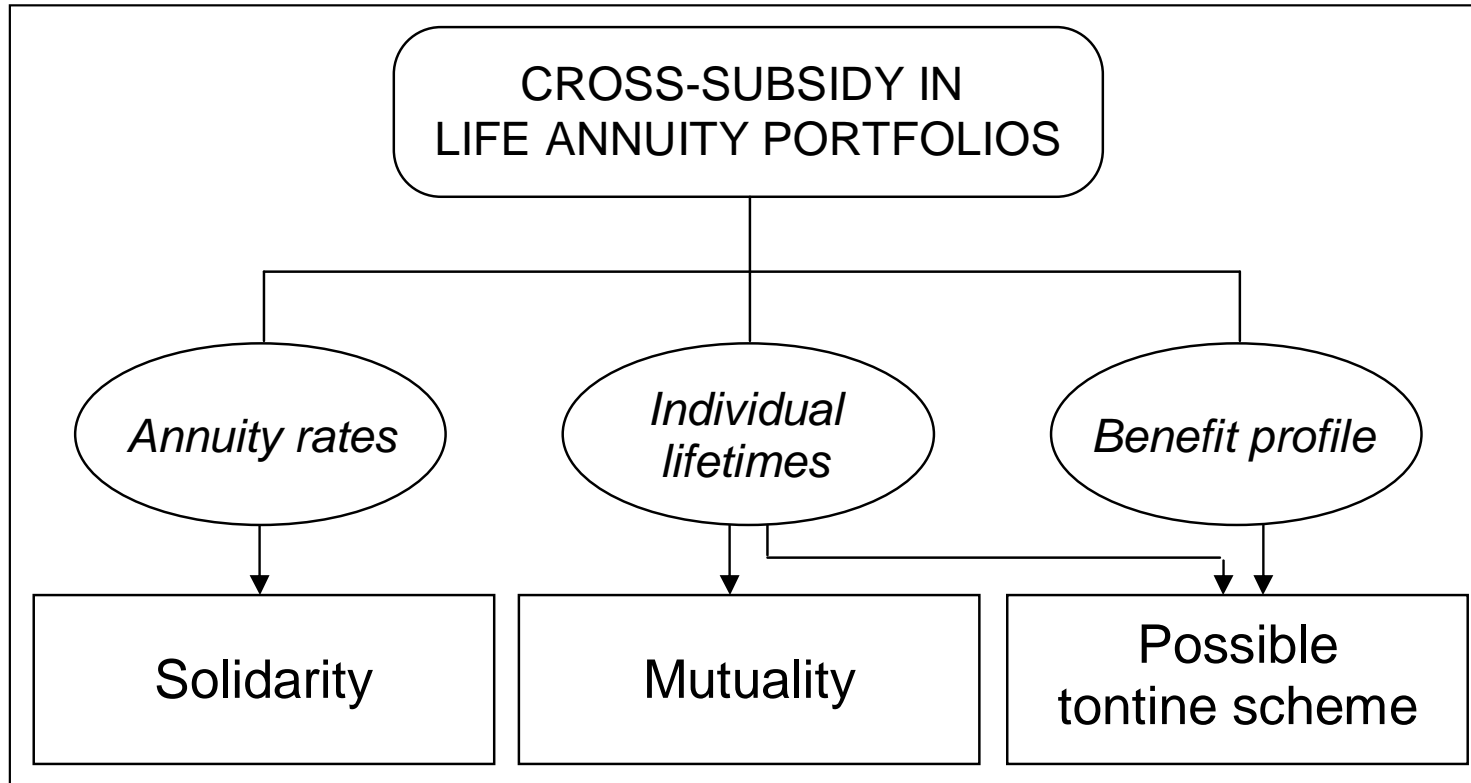 CROSS-SUBSIDY IN
LIFE ANNUITY PORTFOLIOS
Annuity rates
Individual
lifetimes
Benefit profile
Solidarity
Mutuality
Possible
tontine scheme